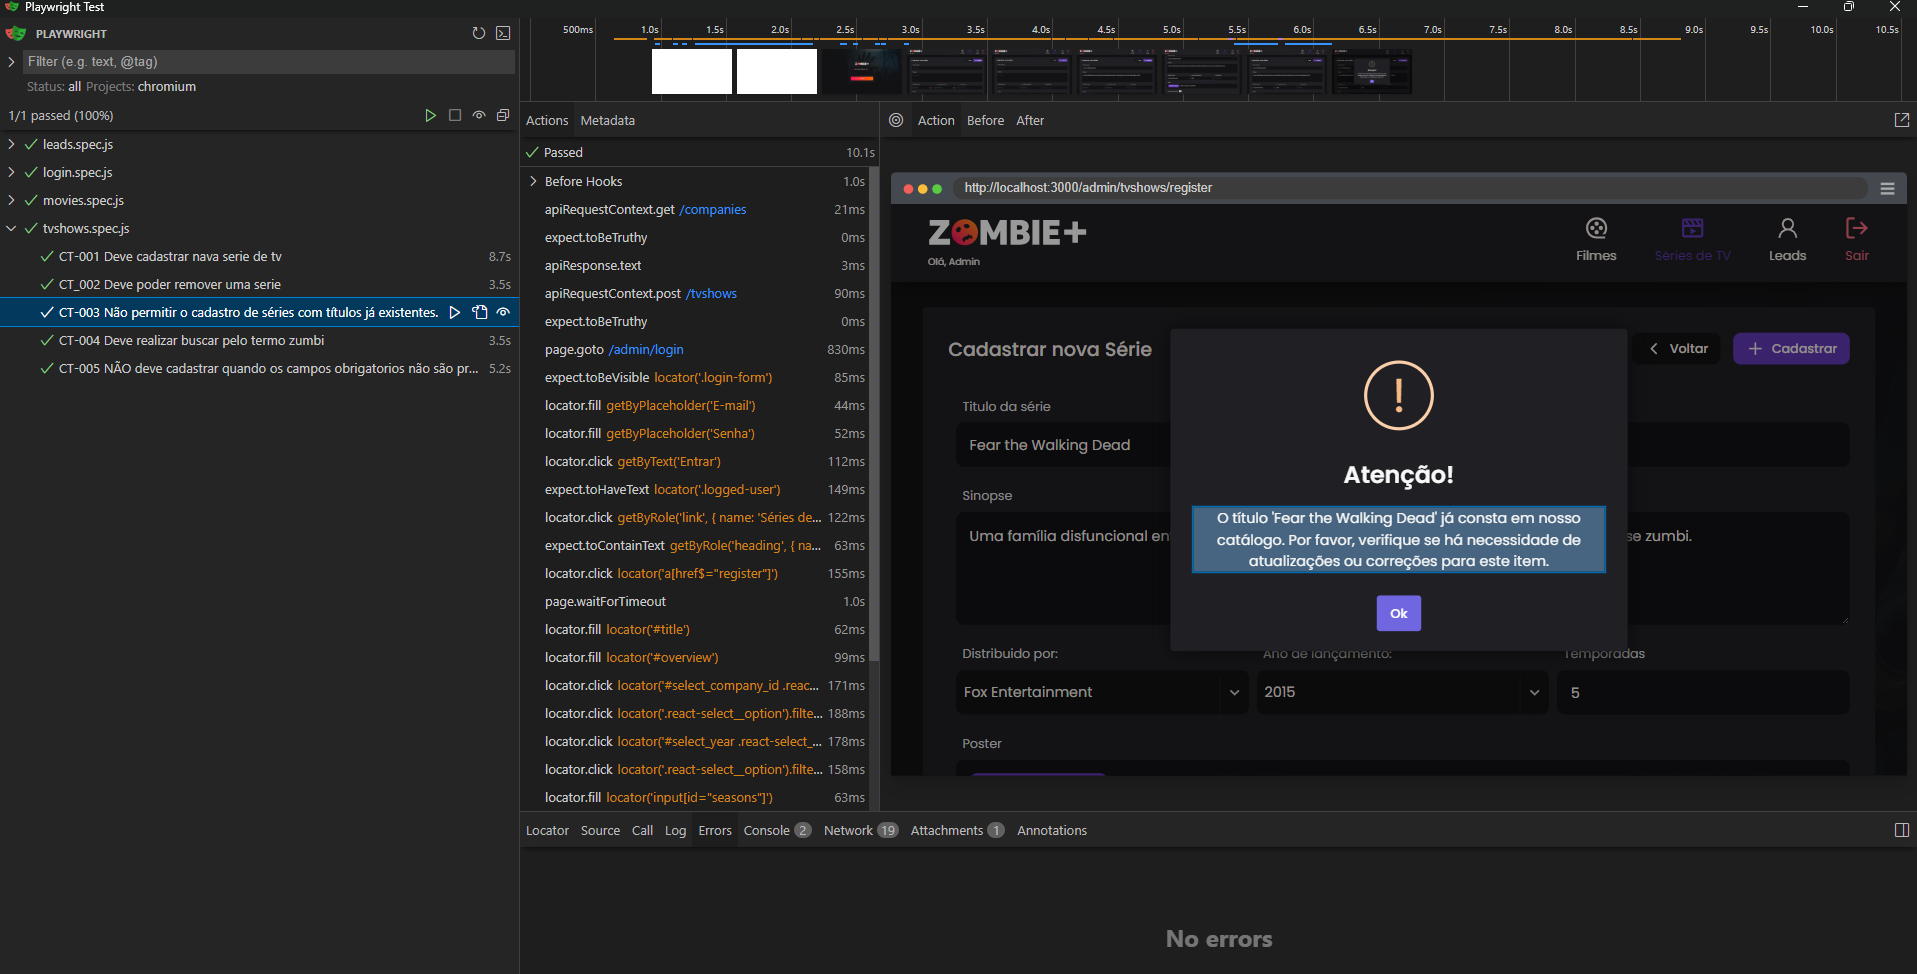 Playwright Test
PLAYWRIGHT
Filter (e.g. text, @tag)
Status: all Projects: chromium
1/1 passed (100%)
leads.spec.js
login.spec.js
movies.spec.js
tvshows.spec.js
CT-001 Deve cadastrar nava serie de tv 8.7s
CT_002 Deve poder remover uma serie 3.5s
CT-003 Não permitir o cadastro de séries com títulos já existentes.
CT-004 Deve realizar buscar pelo termo zumbi 3.5s
CT-005 NÃO deve cadastrar quando os campos obrigatorios não são pr... 5.2s
500ms 1.0s 1.5s 2.0s 2.5s 3.0s 3.5s 4.0s 4.5s 5.0s 5.5s 6.0s 6.5s 7.0s 7.5s 8.0s 8.5s 9.0s 9.5s 10.0s 10.5s
Actions Metadata
Passed 10.1s
Before Hooks 1.0s
apiRequestContext.get /companies 21ms
expect.toBeTruthy 0ms
apiResponse.text 3ms
apiRequestContext.post /tvshows 90ms
expect.toBeTruthy 0ms
page.goto /admin/login 830ms
expect.toBeVisible locator('.login-form') 85ms
locator.fill getByPlaceholder('E-mail') 44ms
locator.fill getByPlaceholder('Senha') 52ms
locator.click getByText('Entrar') 112ms
expect.toHaveText locator('.logged-user') 149ms
locator.click getByRole('link', { name: 'Séries de... 122ms
expect.toContainText getByRole('heading', { na... 63ms
locator.click locator('a[href$="register"]') 155ms
page.waitForTimeout 1.0s
locator.fill locator('#title') 62ms
locator.fill locator('#overview') 99ms
locator.click locator('#select_company_id .reac... 171ms
locator.click locator('.react-select__option').filte... 188ms
locator.click locator('#select_year .react-select_... 178ms
locator.click locator('.react-select__option').filte... 158ms
locator.fill locator('input[id="seasons"]') 63ms
Action Before After
http://localhost:3000/admin/tvshows/register
ZOMBIE+
Olá, Admin
Filmes Séries de TV Leads Sair
Cadastrar nova Série
Voltar Cadastrar
Titulo da série
Fear the Walking Dead
Sinopse
Uma família disfuncional en
se zumbi.
Atenção!
O título 'Fear the Walking Dead' já consta em nosso
catálogo. Por favor, verifique se há necessidade de
atualizações ou correções para este item.
Ok
Distribuido por: Ano de lançamento: Temporadas
Fox Entertainment 2015 5
Poster
Locator Source Call Log Errors Console 2 Network 19 Attachments 1 Annotations
No errors